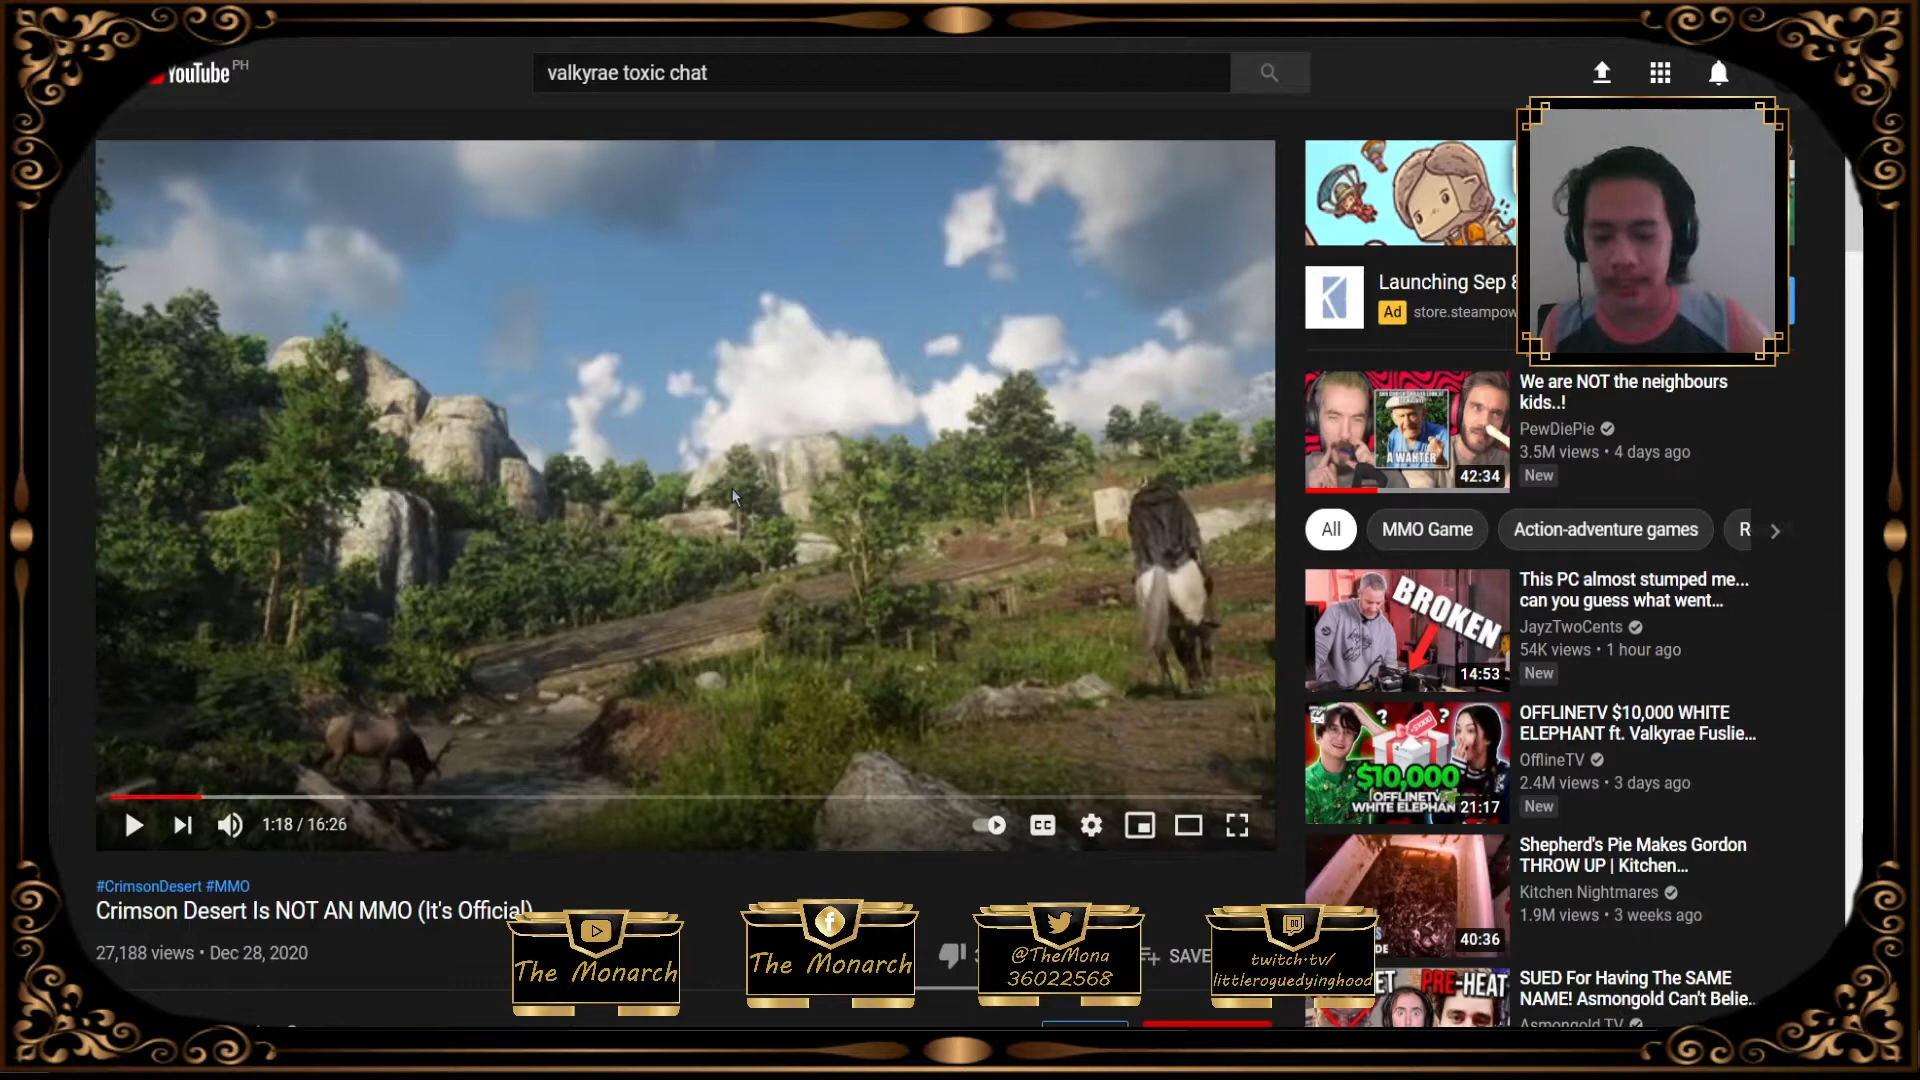 YouTube PH
valkyrae toxic chat
Launching Sep
Ad store.steampow
We are NOT the neighbours
kids..!
PewDiePie
3.5M views • 4 days ago
New
A WAHTER
42:34
All
MMO Game
Action-adventure games
R
This PC almost stumped me...
can you guess what went...
JayzTwoCents
54K views • 1 hour ago
New
BROKEN
14:53
OFFLINETV $10,000 WHITE
ELEPHANT ft. Valkyrae Fuslie...
OfflineTV
2.4M views • 3 days ago
New
$10,000
OFFLINETV
WHITE ELEPHAN
21:17
Shepherd's Pie Makes Gordon
THROW UP | Kitchen...
Kitchen Nightmares
1.9M views • 3 weeks ago
40:36
SUED For Having The SAME
NAME! Asmongold Can't Belie..
Asmongold TV
PRE-HEAT
1:18 / 16:26
CC
#CrimsonDesert #MMO
Crimson Desert Is NOT AN MMO (It's Official)
27,188 views • Dec 28, 2020
SAVE
The Monarch
The Monarch
@TheMona
36022568
twitch.tv/
littleroguedyinghood